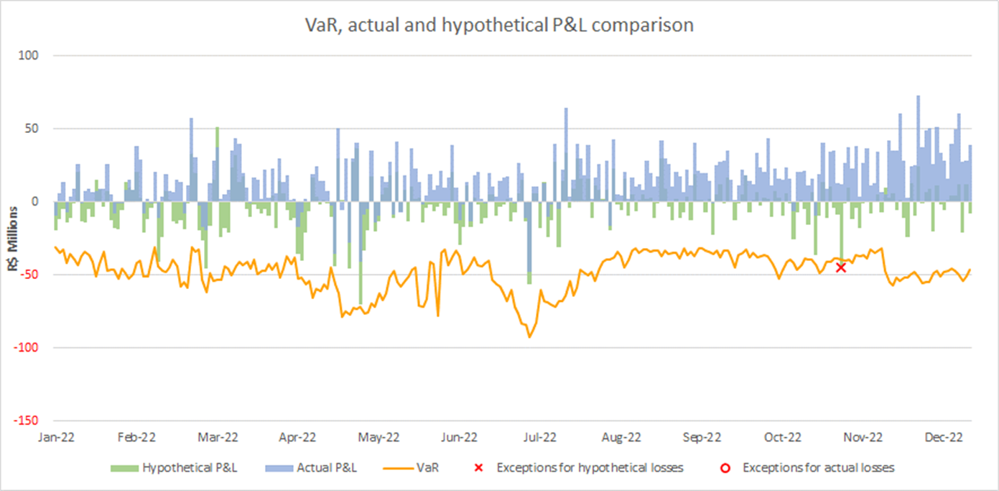 VaR, actual and hypothetical P&L comparison
100
50
0
-50
-100
-150
R$ Millions
Jan-22 Feb-22 Mar-22 Apr-22 May-22 Jun-22 Jul-22 Aug-22 Sep-22 Oct-22 Nov-22 Dec-22
Hypothetical P&L Actual P&L VaR Exceptions for hypothetical losses Exceptions for actual losses